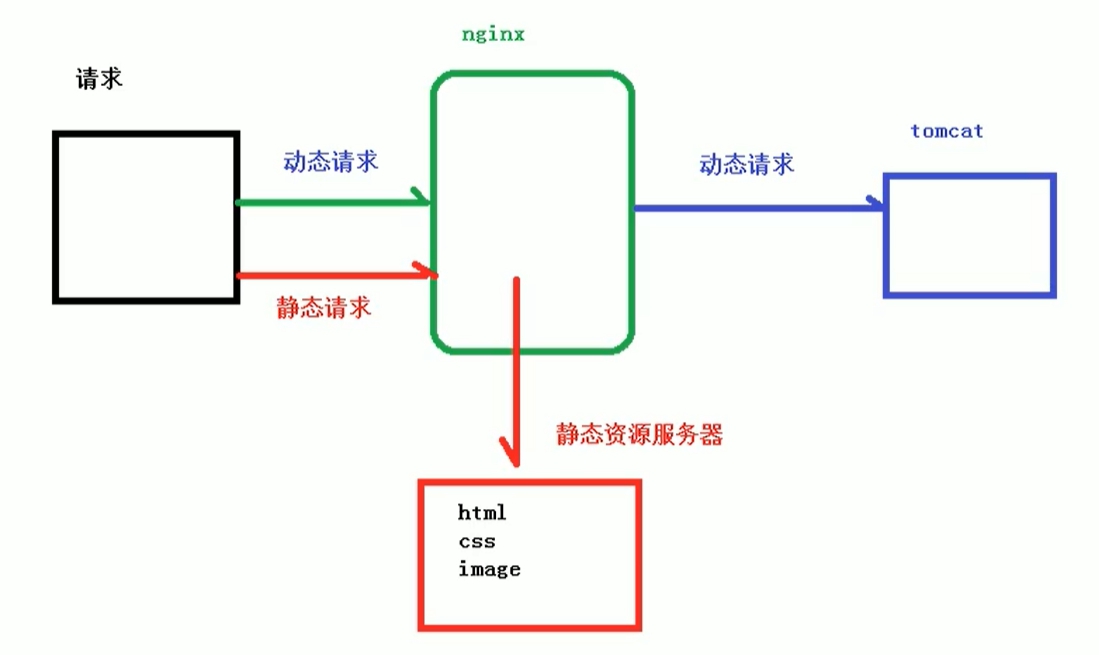 nginx
请求
tomcat
动态请求
动态请求
静态请求
静态资源服务器
html
css
image